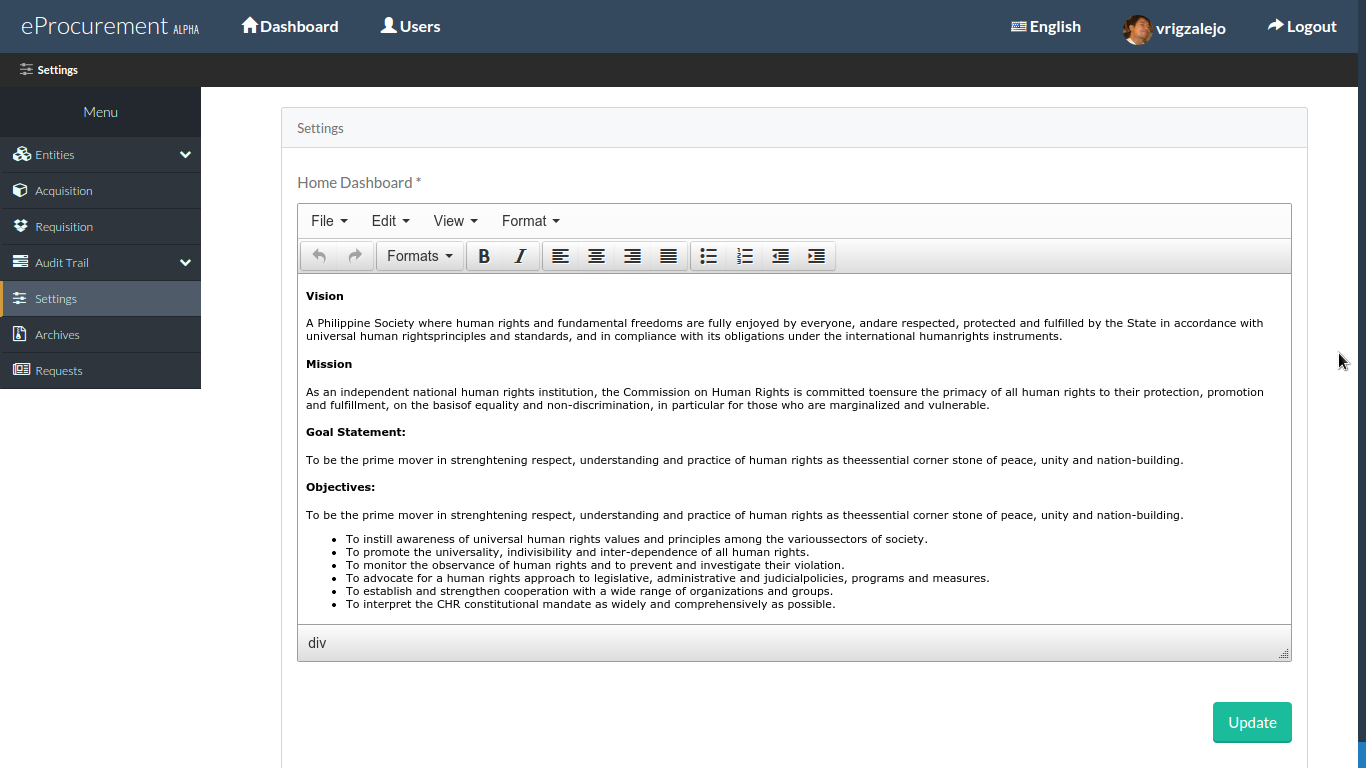 eProcurement ALPHA Dashboard Users English vrigzalejo Logout
Settings
Menu
Entities
Acquisition
Requisition
Audit Trail
Settings
Archives
Requests
Settings
Home Dashboard *
File Edit View Format
Formats B I
Vision
A Philippine Society where human rights and fundamental freedoms are fully enjoyed by everyone, andare respected, protected and fulfilled by the State in accordance with
universal human rightsprinciples and standards, and in compliance with its obligations under the international humanrights instruments.
Mission
As an independent national human rights institution, the Commission on Human Rights is committed toensure the primacy of all human rights to their protection, promotion
and fulfillment, on the basisof equality and non-discrimination, in particular for those who are marginalized and vulnerable.
Goal Statement:
To be the prime mover in strenghtening respect, understanding and practice of human rights as theessential corner stone of peace, unity and nation-building.
Objectives:
To be the prime mover in strenghtening respect, understanding and practice of human rights as theessential corner stone of peace, unity and nation-building.
• To instill awareness of universal human rights values and principles among the varioussectors of society.
• To promote the universality, indivisibility and inter-dependence of all human rights.
• To monitor the observance of human rights and to prevent and investigate their violation.
• To advocate for a human rights approach to legislative, administrative and judicialpolicies, programs and measures.
• To establish and strengthen cooperation with a wide range of organizations and groups.
• To interpret the CHR constitutional mandate as widely and comprehensively as possible.
div
Update